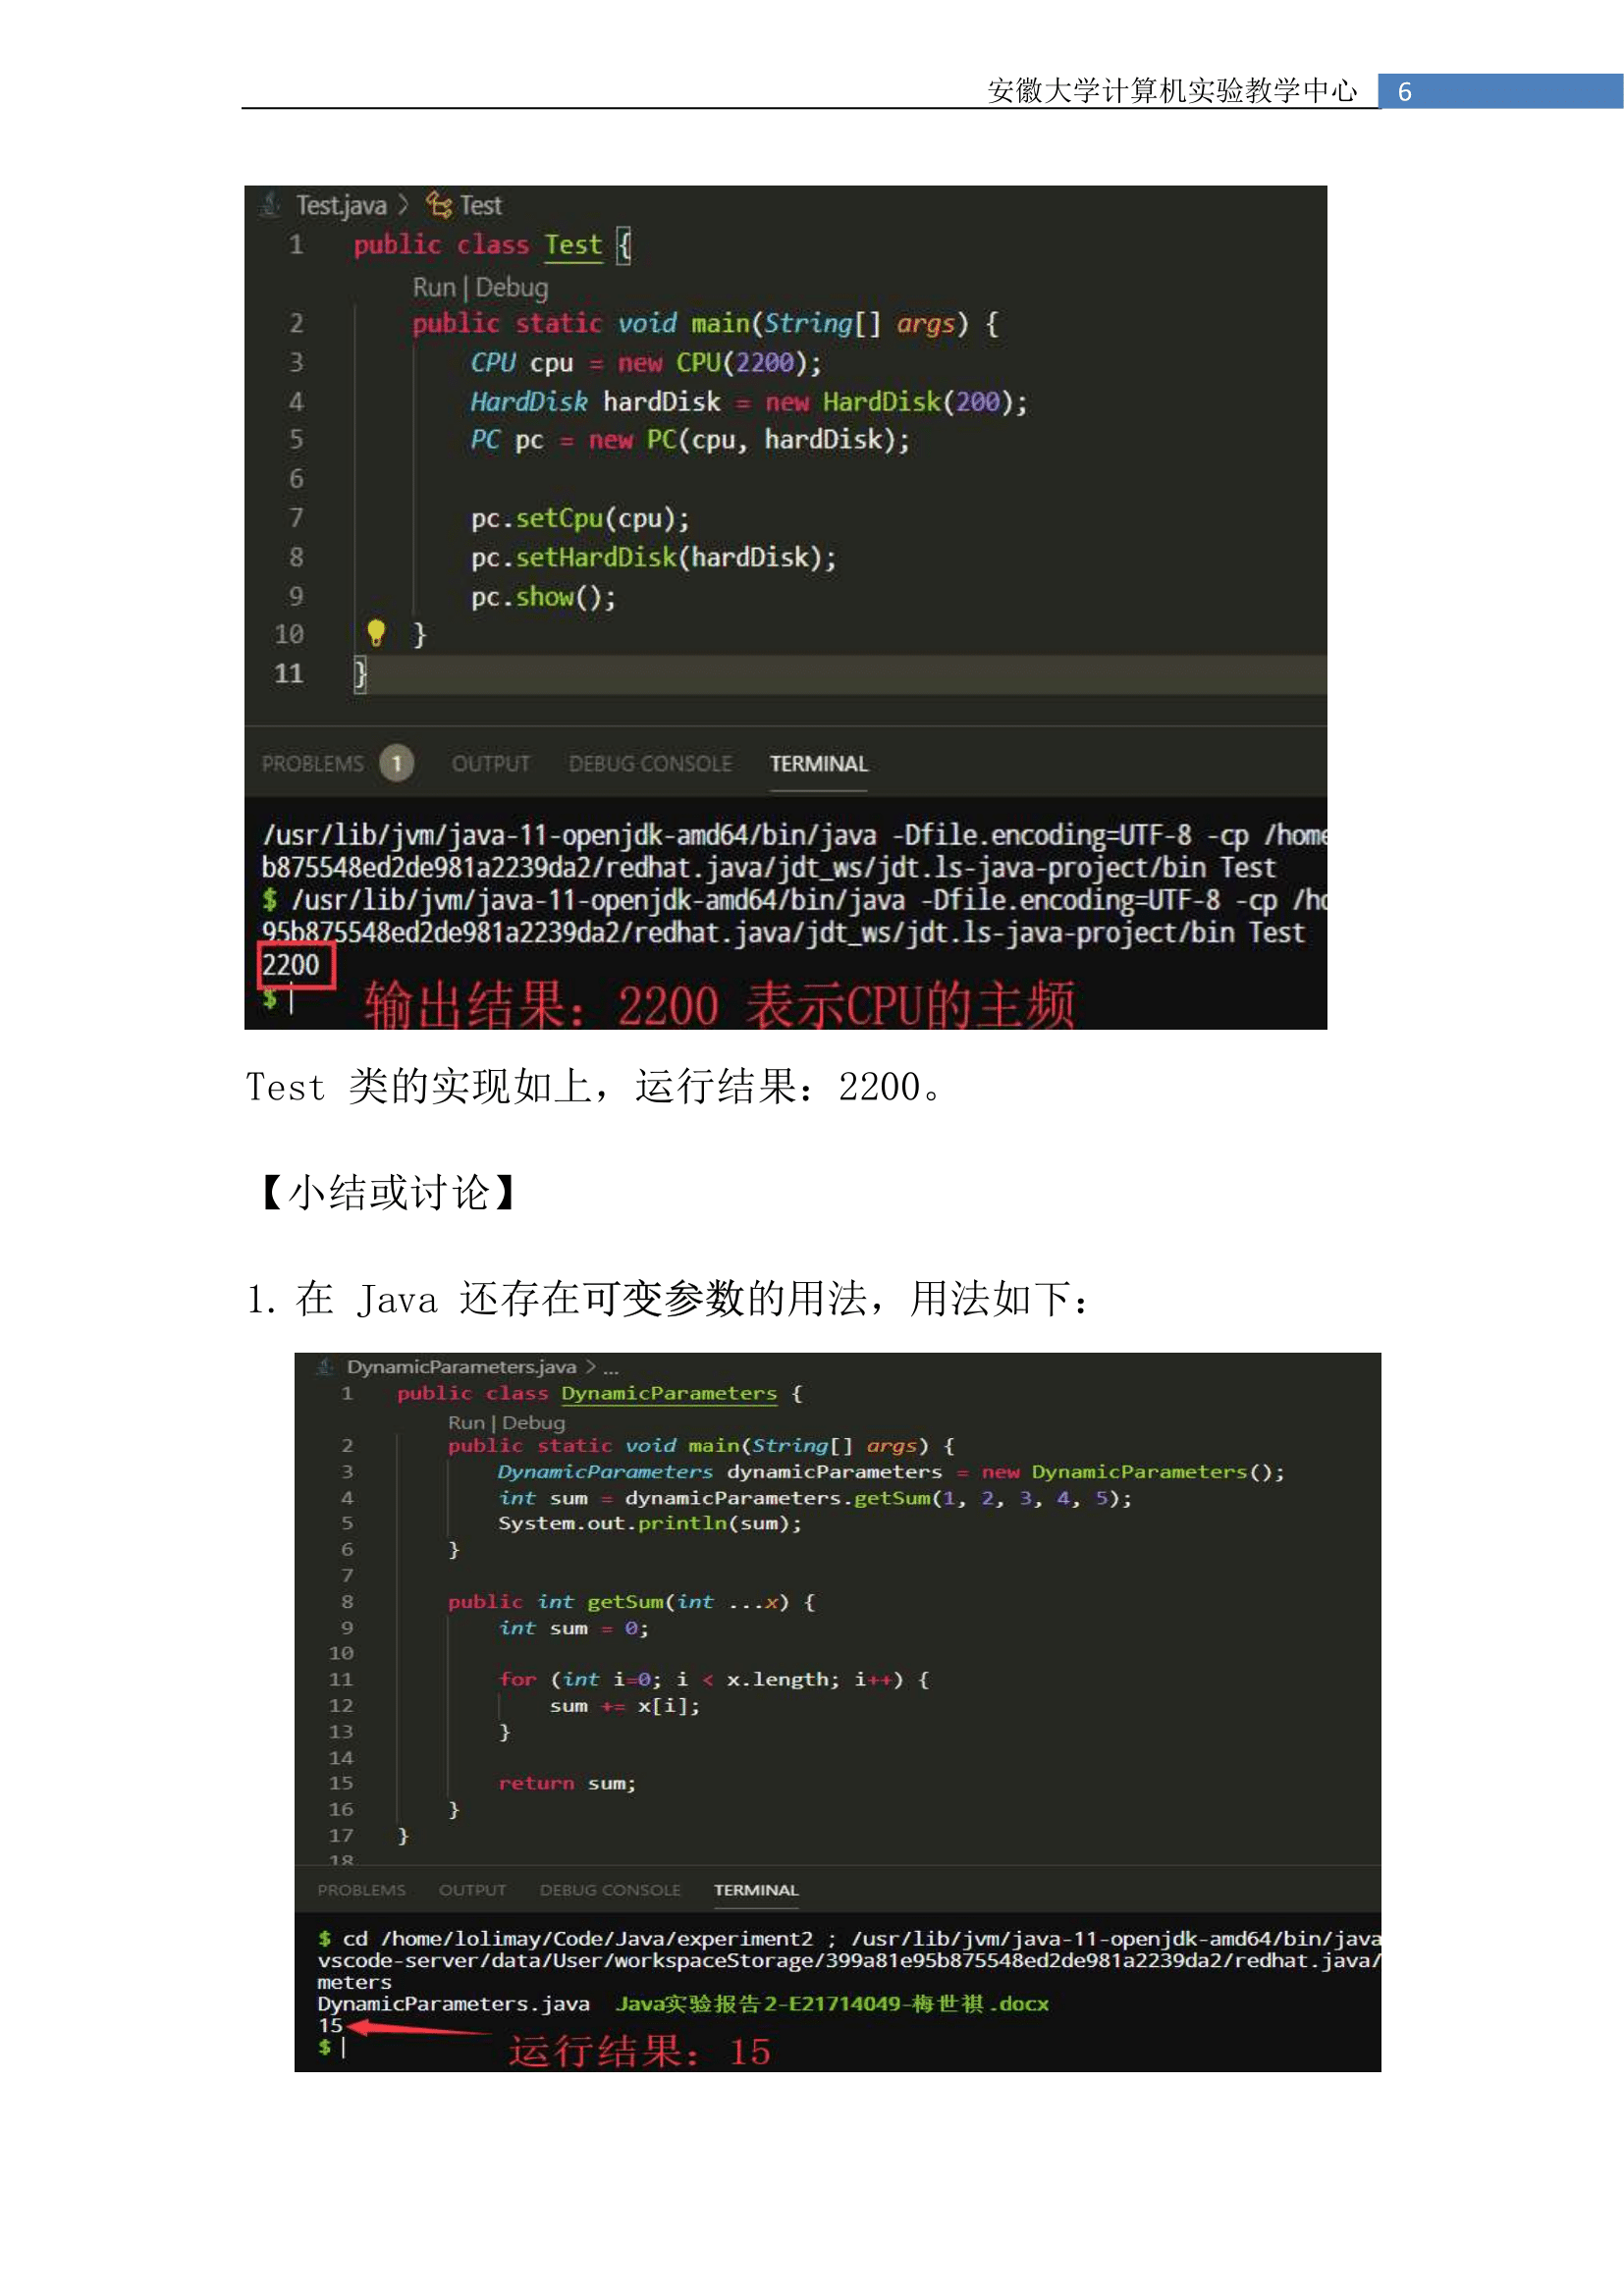 安徽大学计算机实验教学中心 6
Test.java > Test
1 public class Test {
Run | Debug
2 public static void main(String[] args) {
3 CPU cpu = new CPU(2200);
4 HardDisk hardDisk = new HardDisk(200);
5 PC pc = new PC(cpu, hardDisk);
6
7 pc.setCpu(cpu);
8 pc.setHardDisk(hardDisk);
9 pc.show();
10 }
11 }
PROBLEMS 1 OUTPUT DEBUG CONSOLE TERMINAL
/usr/lib/jvm/java-11-openjdk-amd64/bin/java -Dfile.encoding=UTF-8 -cp /home
b875548ed2de981a2239da2/redhat.java/jdt_ws/jdt.ls-java-project/bin Test
$ /usr/lib/jvm/java-11-openjdk-amd64/bin/java -Dfile.encoding=UTF-8 -cp /ho
95b875548ed2de981a2239da2/redhat.java/jdt_ws/jdt.ls-java-project/bin Test
2200
$ 输出结果：2200 表示CPU的主频
Test 类的实现如上，运行结果：2200。
【小结或讨论】
1. 在 Java 还存在可变参数的用法，用法如下：
DynamicParameters.java > ...
1 public class DynamicParameters {
Run | Debug
2 public static void main(String[] args) {
3 DynamicParameters dynamicParameters = new DynamicParameters();
4 int sum = dynamicParameters.getSum(1, 2, 3, 4, 5);
5 System.out.println(sum);
6 }
7
8 public int getSum(int ...x) {
9 int sum = 0;
10
11 for (int i=0; i < x.length; i++) {
12 sum += x[i];
13 }
14
15 return sum;
16 }
17 }
18
PROBLEMS OUTPUT DEBUG CONSOLE TERMINAL
$ cd /home/lolimay/Code/Java/experiment2 ; /usr/lib/jvm/java-11-openjdk-amd64/bin/java
vscode-server/data/User/workspaceStorage/399a81e95b875548ed2de981a2239da2/redhat.java/
meters
DynamicParameters.java Java实验报告2-E21714049-梅世祺.docx
15
$ 运行结果：15